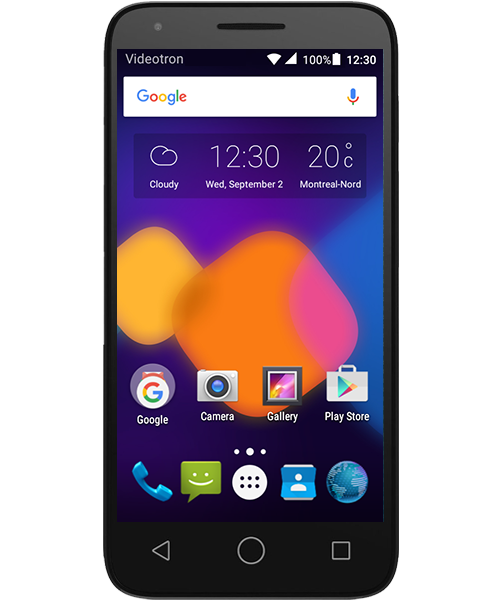 Videotron 100% 12:30
Google
12:30 20°C
Cloudy Wed, September 2 Montreal-Nord
Google Camera Gallery Play Store